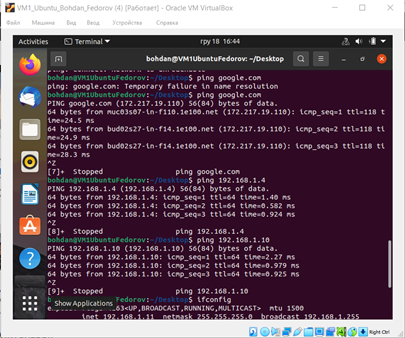 VM1_Ubuntu_Bohdan_Fedorov (4) [Работает] - Oracle VM VirtualBox
Файл Машина Вид Ввод Устройства Справка
Activities Terminal гру 18 16:44
bohdan@VM1UbuntuFedorov: ~/Desktop
bohdan@VM1UbuntuFedorov:~/Desktop$ ping google.com
ping: google.com: Temporary failure in name resolution
bohdan@VM1UbuntuFedorov:~/Desktop$ ping google.com
PING google.com (172.217.19.110) 56(84) bytes of data.
64 bytes from muc03s07-in-f110.1e100.net (172.217.19.110): icmp_seq=1 ttl=118 ti
me=24.5 ms
64 bytes from bud02s27-in-f14.1e100.net (172.217.19.110): icmp_seq=2 ttl=118 tim
e=24.9 ms
64 bytes from bud02s27-in-f14.1e100.net (172.217.19.110): icmp_seq=3 ttl=118 tim
e=28.3 ms
^Z
[7]+ Stopped ping google.com
bohdan@VM1UbuntuFedorov:~/Desktop$ ping 192.168.1.4
PING 192.168.1.4 (192.168.1.4) 56(84) bytes of data.
64 bytes from 192.168.1.4: icmp_seq=1 ttl=64 time=1.40 ms
64 bytes from 192.168.1.4: icmp_seq=2 ttl=64 time=0.582 ms
64 bytes from 192.168.1.4: icmp_seq=3 ttl=64 time=0.924 ms
^Z
[8]+ Stopped ping 192.168.1.4
bohdan@VM1UbuntuFedorov:~/Desktop$ ping 192.168.1.10
PING 192.168.1.10 (192.168.1.10) 56(84) bytes of data.
64 bytes from 192.168.1.10: icmp_seq=1 ttl=64 time=2.27 ms
64 bytes from 192.168.1.10: icmp_seq=2 ttl=64 time=0.979 ms
64 bytes from 192.168.1.10: icmp_seq=3 ttl=64 time=0.925 ms
^Z
[9]+ Stopped ping 192.168.1.10
bohdan@VM1UbuntuFedorov:~/Desktop$ ifconfig
Show Applications
<UP,BROADCAST,RUNNING,MULTICAST> mtu 1500
inet 192.168.1.11 netmask 255.255.255.0 broadcast 192.168.1.255
Right Ctrl